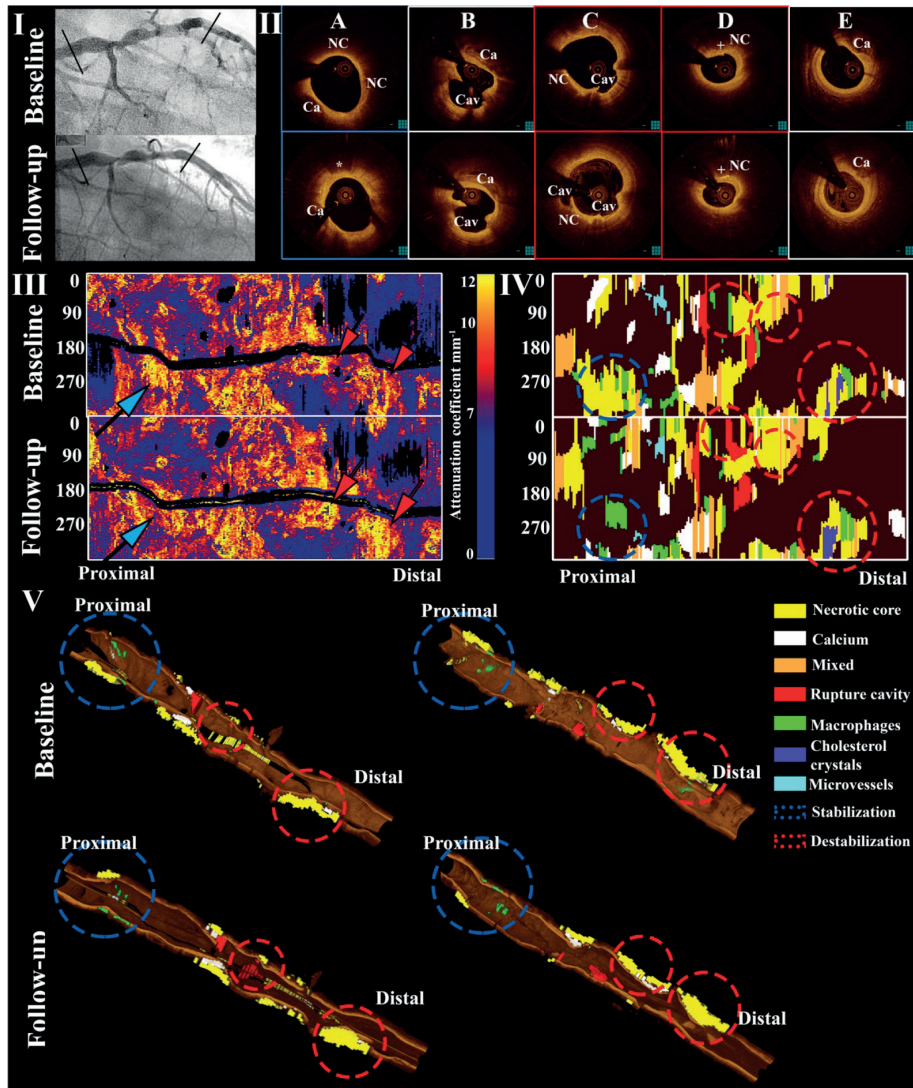 I
Baseline
Follow-up
II
A
B
C
D
E
NC
NC
Ca
Ca
Cav
NC
Cav
+ NC
Ca
*
Ca
Ca
Cav
Cav
NC
Cav
+ NC
Ca
III
Baseline
Follow-up
0
90
180
270
0
90
180
270
Proximal
Distal
12
10
7
0
Attenuation coefficient mm-1
IV
0
90
180
270
0
90
180
270
Proximal
Distal
V
Baseline
Follow-up
Proximal
Distal
Proximal
Distal
Proximal
Distal
Proximal
Distal
Necrotic core
Calcium
Mixed
Rupture cavity
Macrophages
Cholesterol
crystals
Microvessels
Stabilization
Destabilization